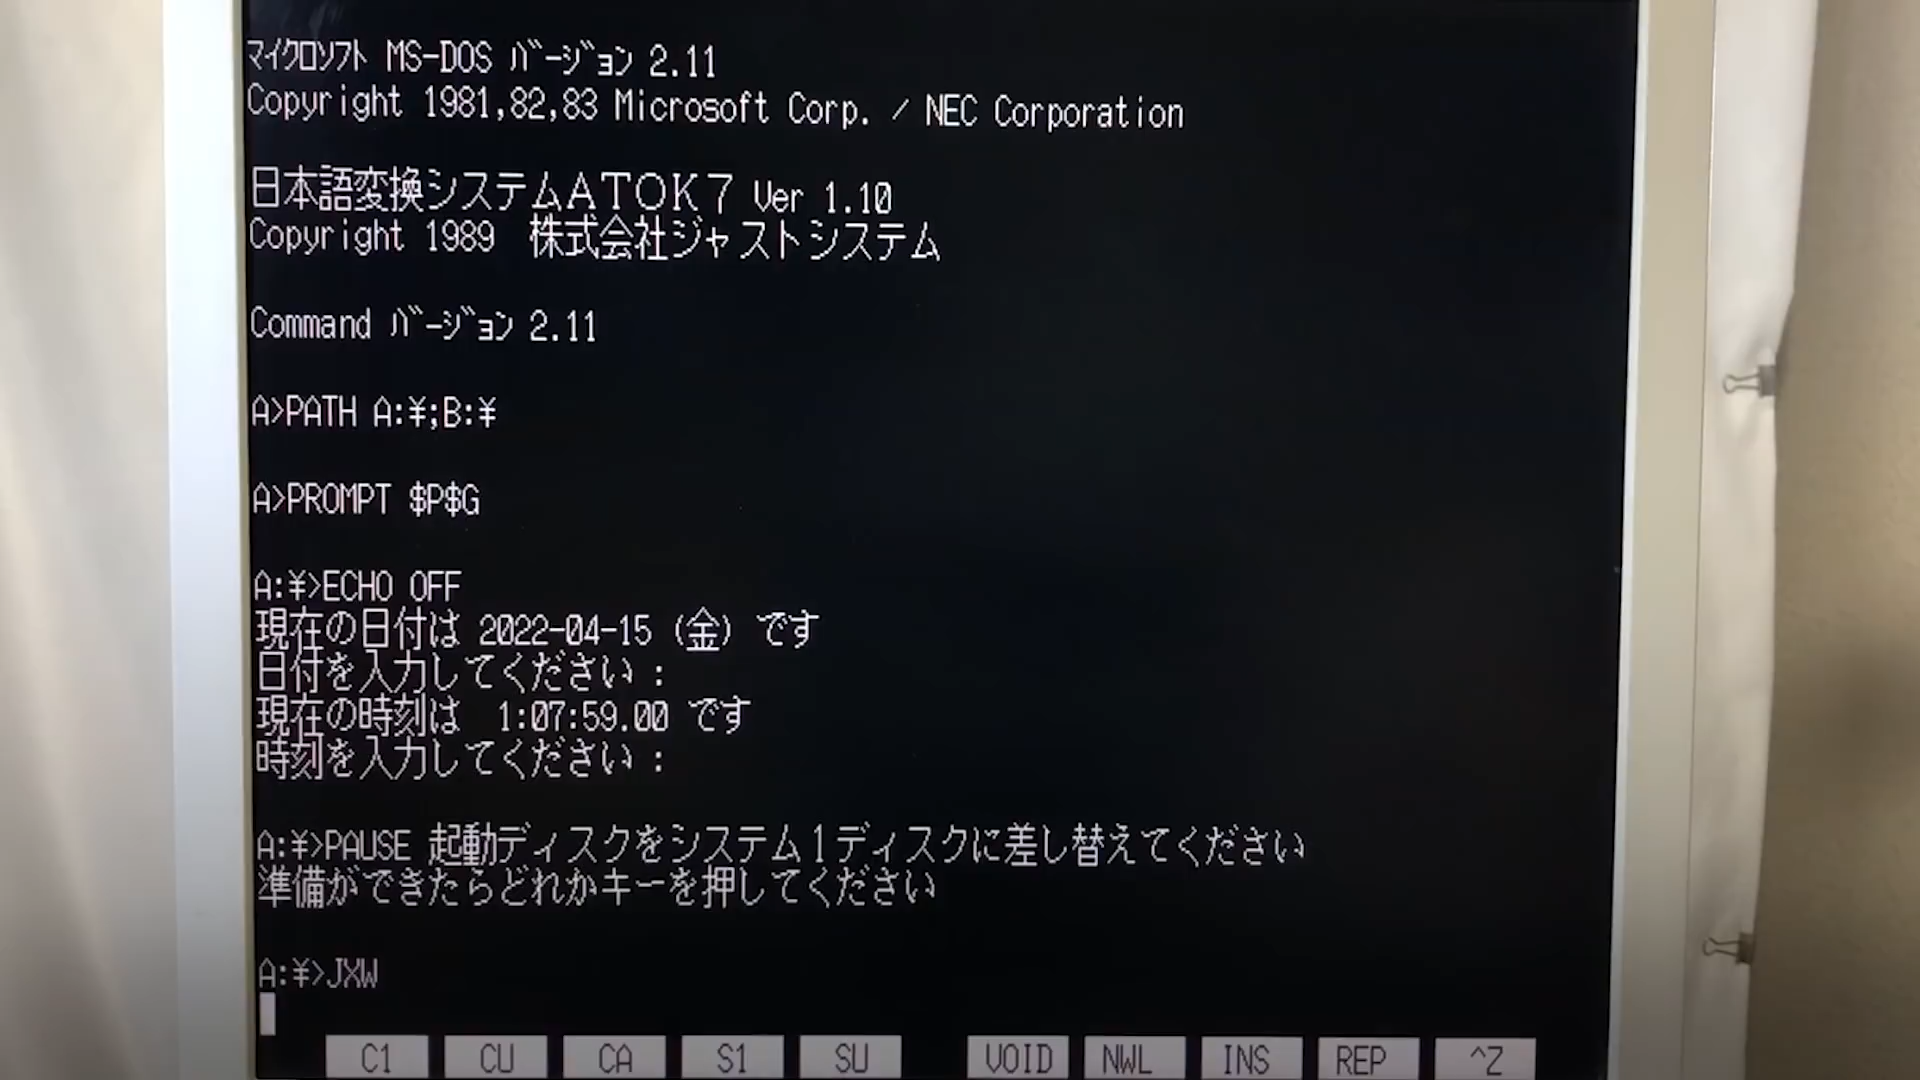 ﾏｲｸﾛｿﾌﾄ MS-DOS ﾊﾞｰｼﾞｮﾝ 2.11
Copyright 1981,82,83 Microsoft Corp. / NEC Corporation
日本語変換システムＡＴＯＫ７ Ver 1.10
Copyright 1989　株式会社ジャストシステム
Command ﾊﾞｰｼﾞｮﾝ 2.11
A>PATH A:¥;B:¥
A>PROMPT $P$G
A:¥>ECHO OFF
現在の日付は 2022-04-15（金）です
日付を入力してください :
現在の時刻は  1:07:59.00 です
時刻を入力してください :
A:¥>PAUSE 起動ディスクをシステム１ディスクに差し替えてください
準備ができたらどれかキーを押してください
A:¥>JXW
C1 CU CA S1 SU VOID NWL INS REP ^Z